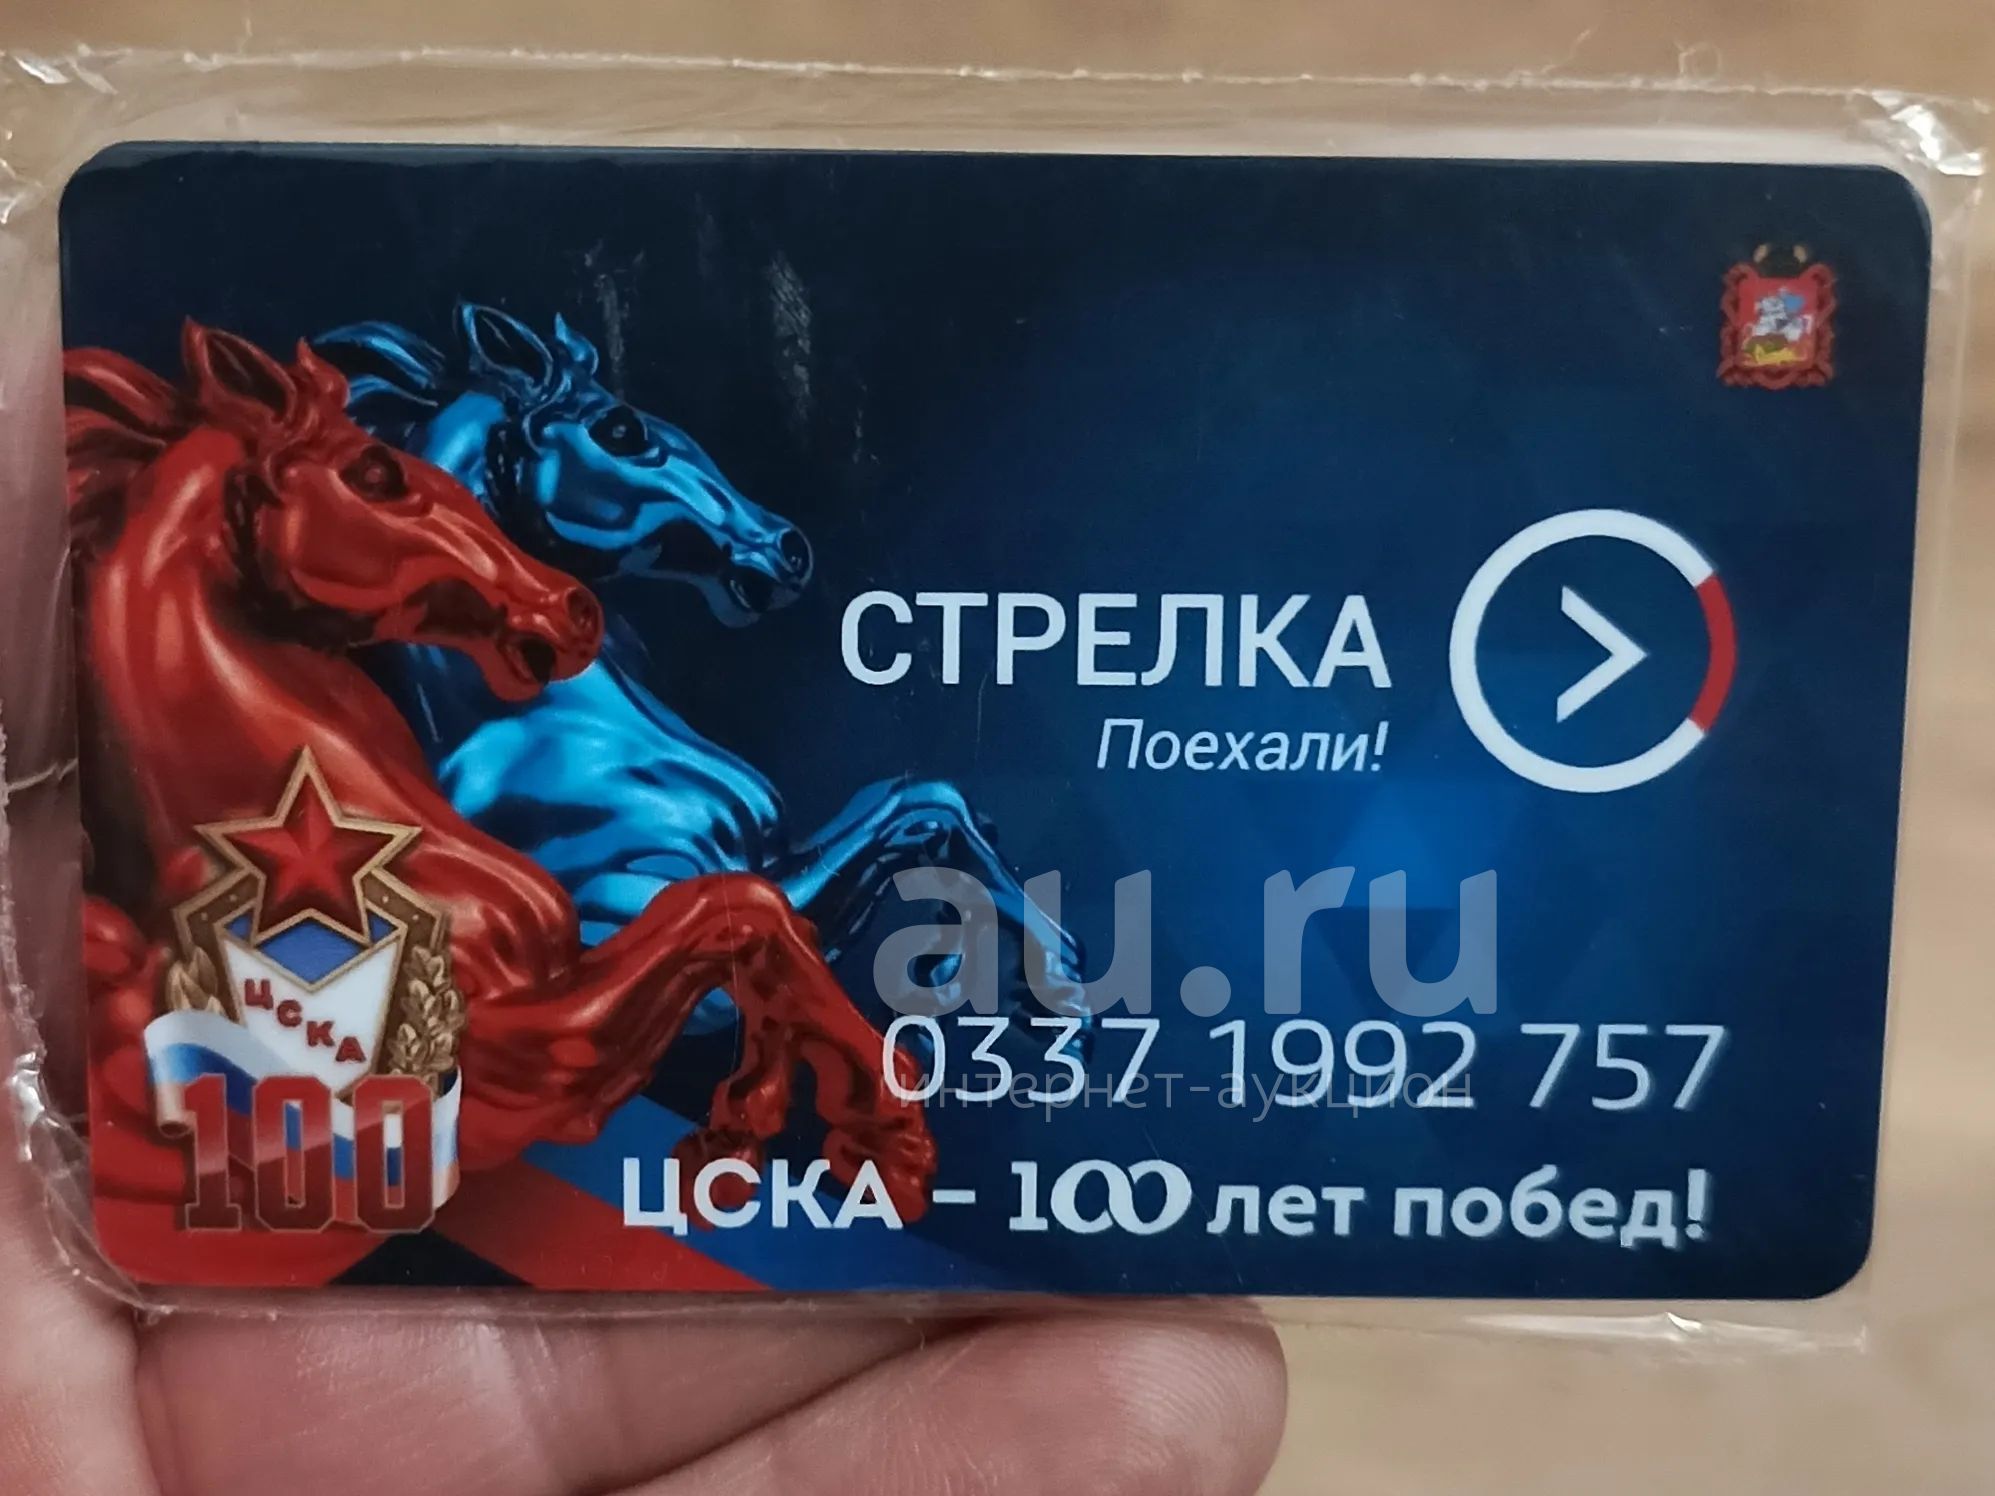 СТРЕЛКА
Поехали!
ЦСКА
100
au.ru
0337 1992 757
интернет-аукцион
ЦСКА – 100 лет побед!